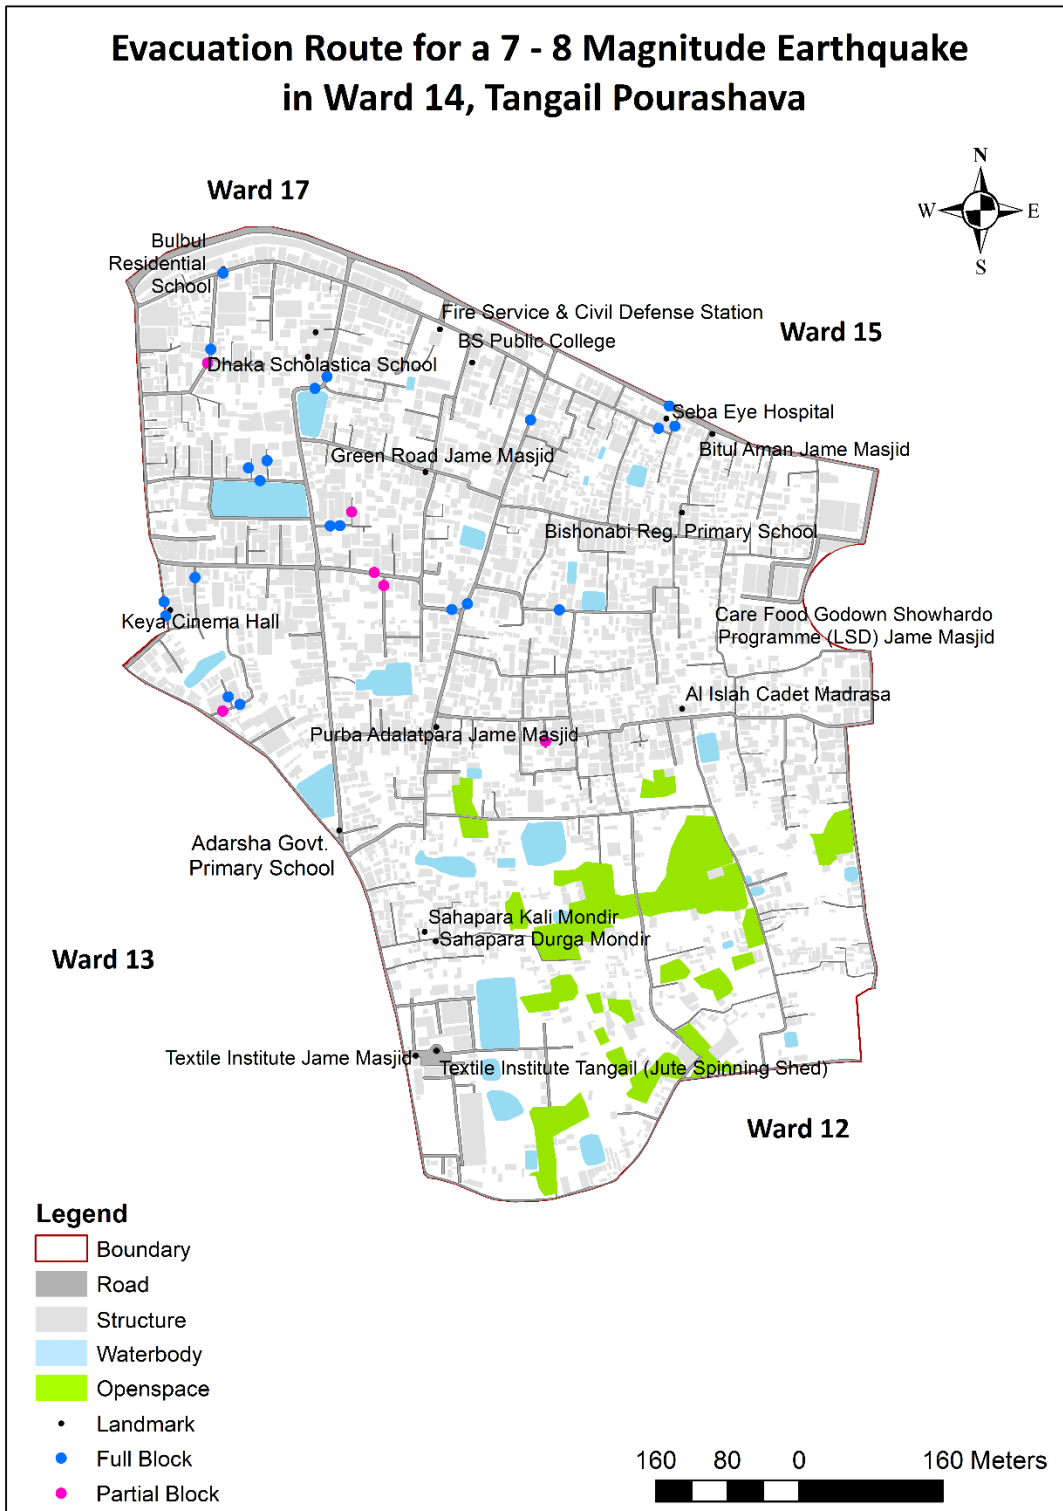 Evacuation Route for a 7 - 8 Magnitude Earthquake
in Ward 14, Tangail Pourashava
N
W
E
S
Ward 17
Bulbul
Residential
School
Fire Service & Civil Defense Station
Ward 15
BS Public College
Dhaka Scholastica School
Seba Eye Hospital
Bitul Aman Jame Masjid
Green Road Jame Masjid
Bishonabi Reg. Primary School
Keya Cinema Hall
Care Food Godown Showhardo
Programme (LSD) Jame Masjid
Al Islah Cadet Madrasa
Purba Adalatpara Jame Masjid
Adarsha Govt.
Primary School
Sahapara Kali Mondir
Sahapara Durga Mondir
Ward 13
Textile Institute Jame Masjid
Textile Institute Tangail (Jute Spinning Shed)
Ward 12
Legend
Boundary
Road
Structure
Waterbody
Openspace
Landmark
Full Block
Partial Block
160 80 0 160 Meters